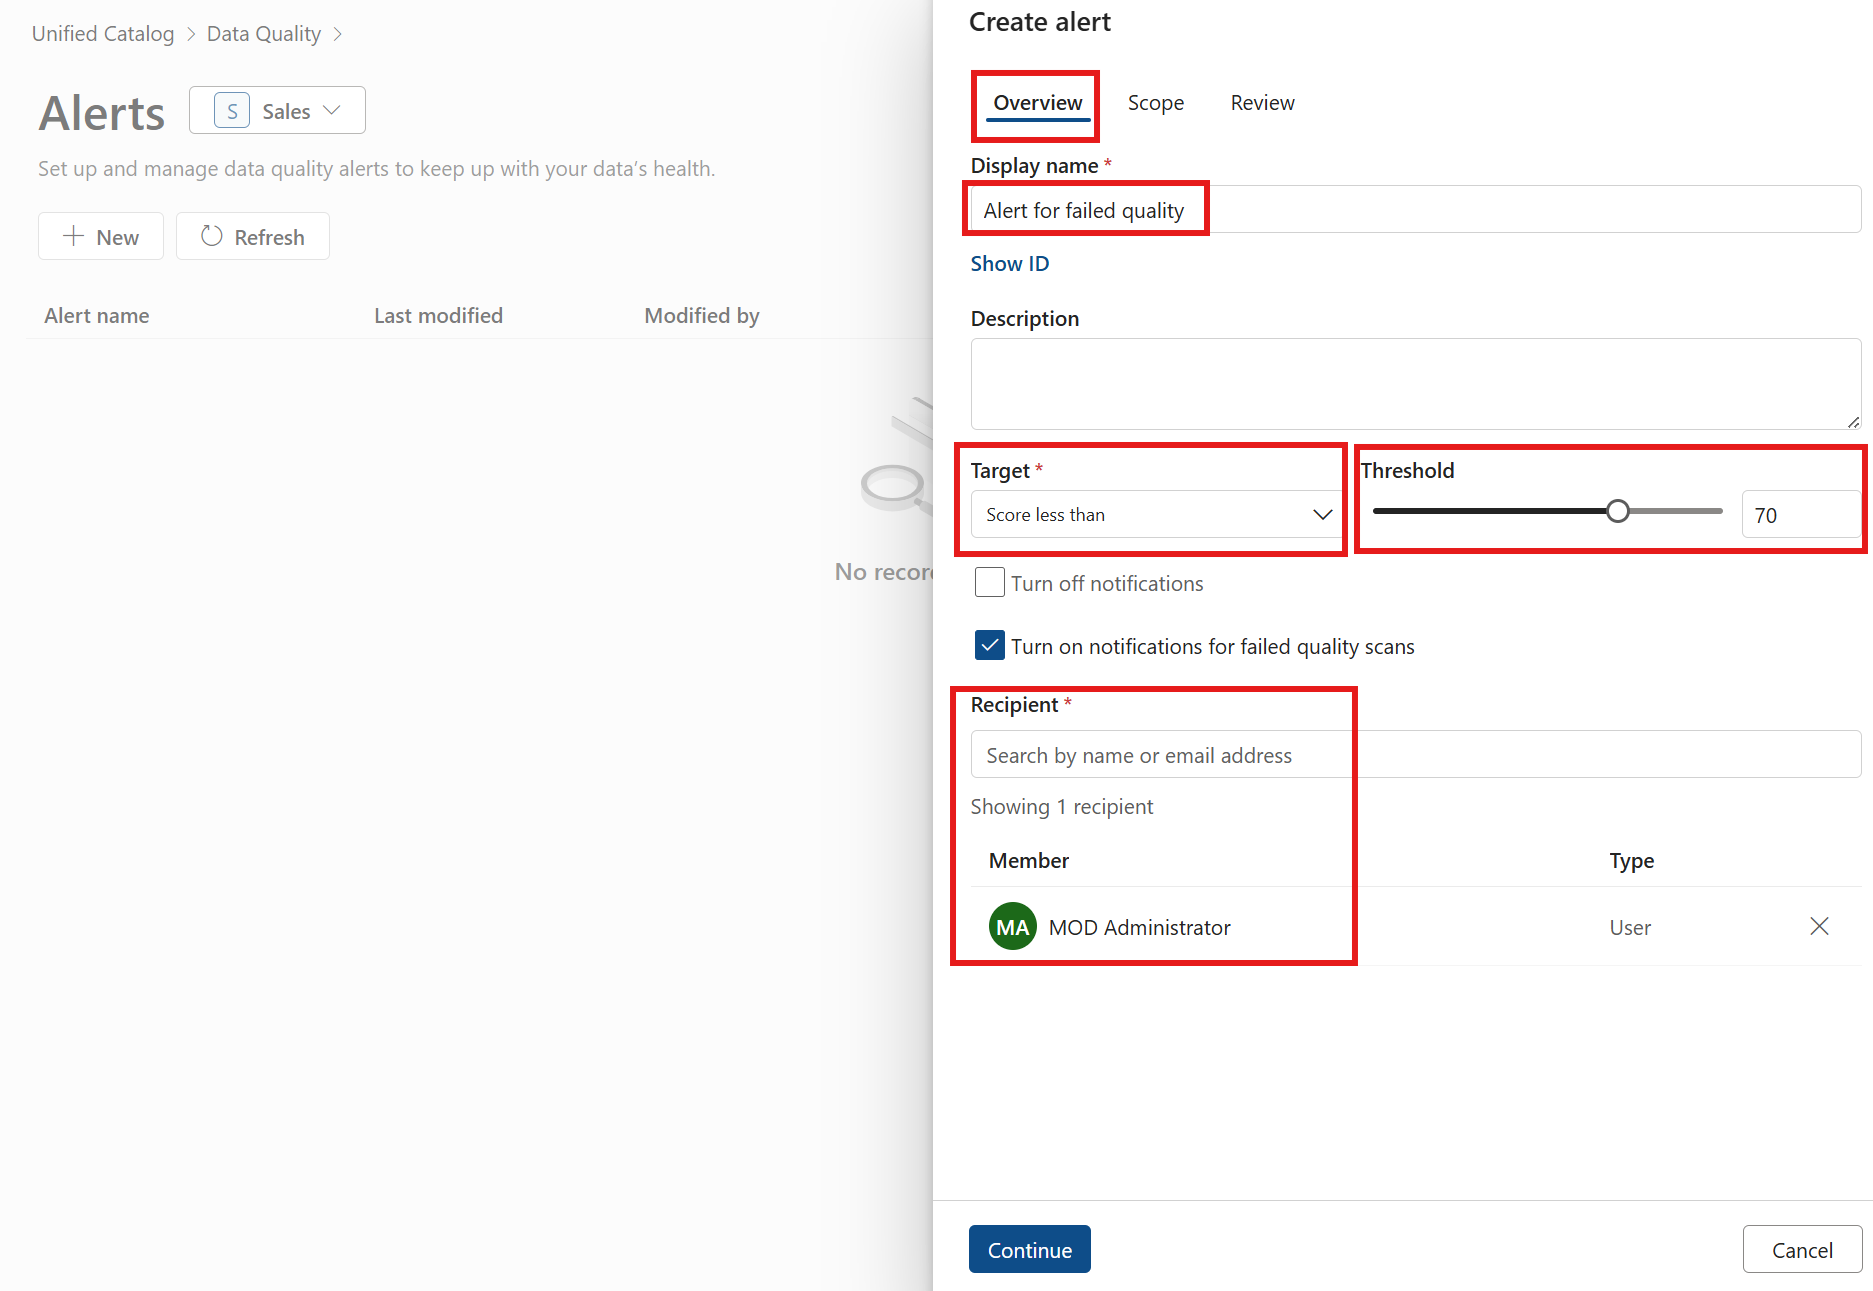 Unified Catalog > Data Quality >
Alerts
S Sales
Set up and manage data quality alerts to keep up with your data's health.
New Refresh
Alert name Last modified Modified by
No recor
Create alert
Overview Scope Review
Display name *
Alert for failed quality
Show ID
Description
Target * Threshold
Score less than 70
Turn off notifications
Turn on notifications for failed quality scans
Recipient *
Search by name or email address
Showing 1 recipient
Member Type
MA MOD Administrator User
Continue Cancel